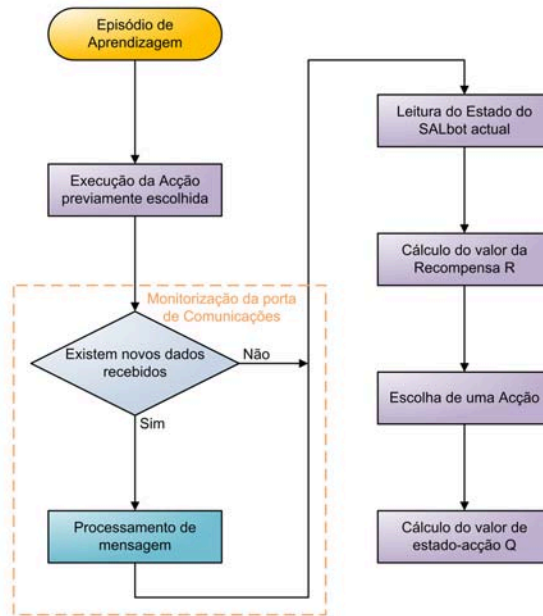 Episódio de
Aprendizagem
Execução da Acção
previamente escolhida
Monitorização da porta
de Comunicações
Existem novos dados
recebidos
Não
Sim
Processamento de
mensagem
Leitura do Estado do
SALbot actual
Cálculo do valor da
Recompensa R
Escolha de uma Acção
Cálculo do valor de
estado-acção Q